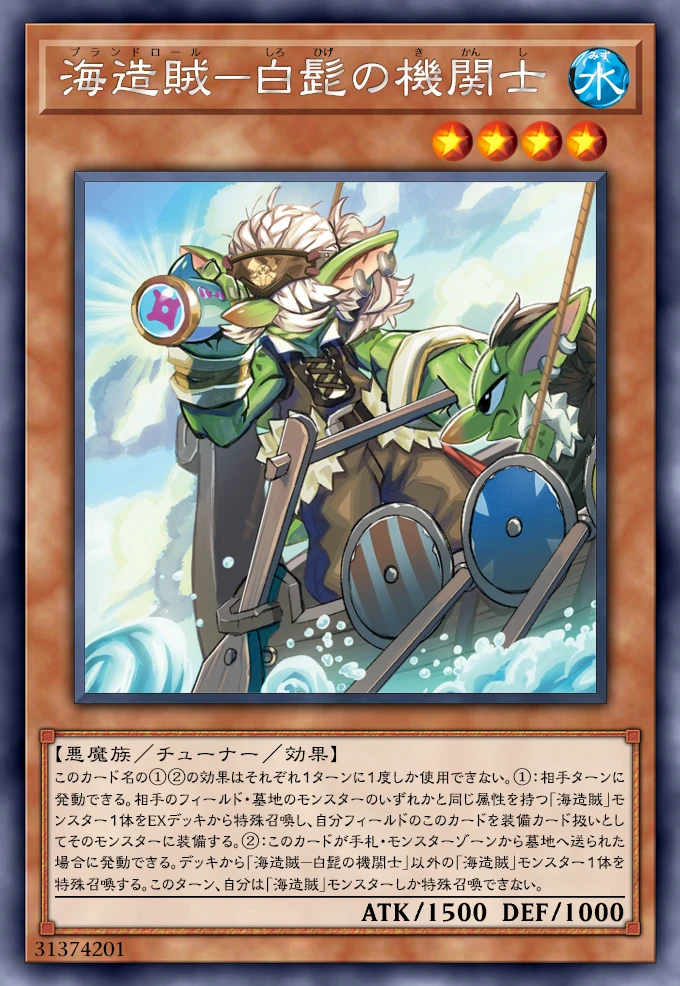 プランドロール しろ ひげ き かん し
海造賊－白髭の機関士
みず
水
【悪魔族／チューナー／効果】
このカード名の①②の効果はそれぞれ1ターンに1度しか使用できない。①：相手ターンに
発動できる。相手のフィールド・墓地のモンスターのいずれかと同じ属性を持つ「海造賊」モ
ンスター1体をEXデッキから特殊召喚し、自分フィールドのこのカードを装備カード扱いとし
てそのモンスターに装備する。②：このカードが手札・モンスターゾーンから墓地へ送られた
場合に発動できる。デッキから「海造賊－白髭の機関士」以外の「海造賊」モンスター1体を
特殊召喚する。このターン、自分は「海造賊」モンスターしか特殊召喚できない。
ATK/1500 DEF/1000
31374201